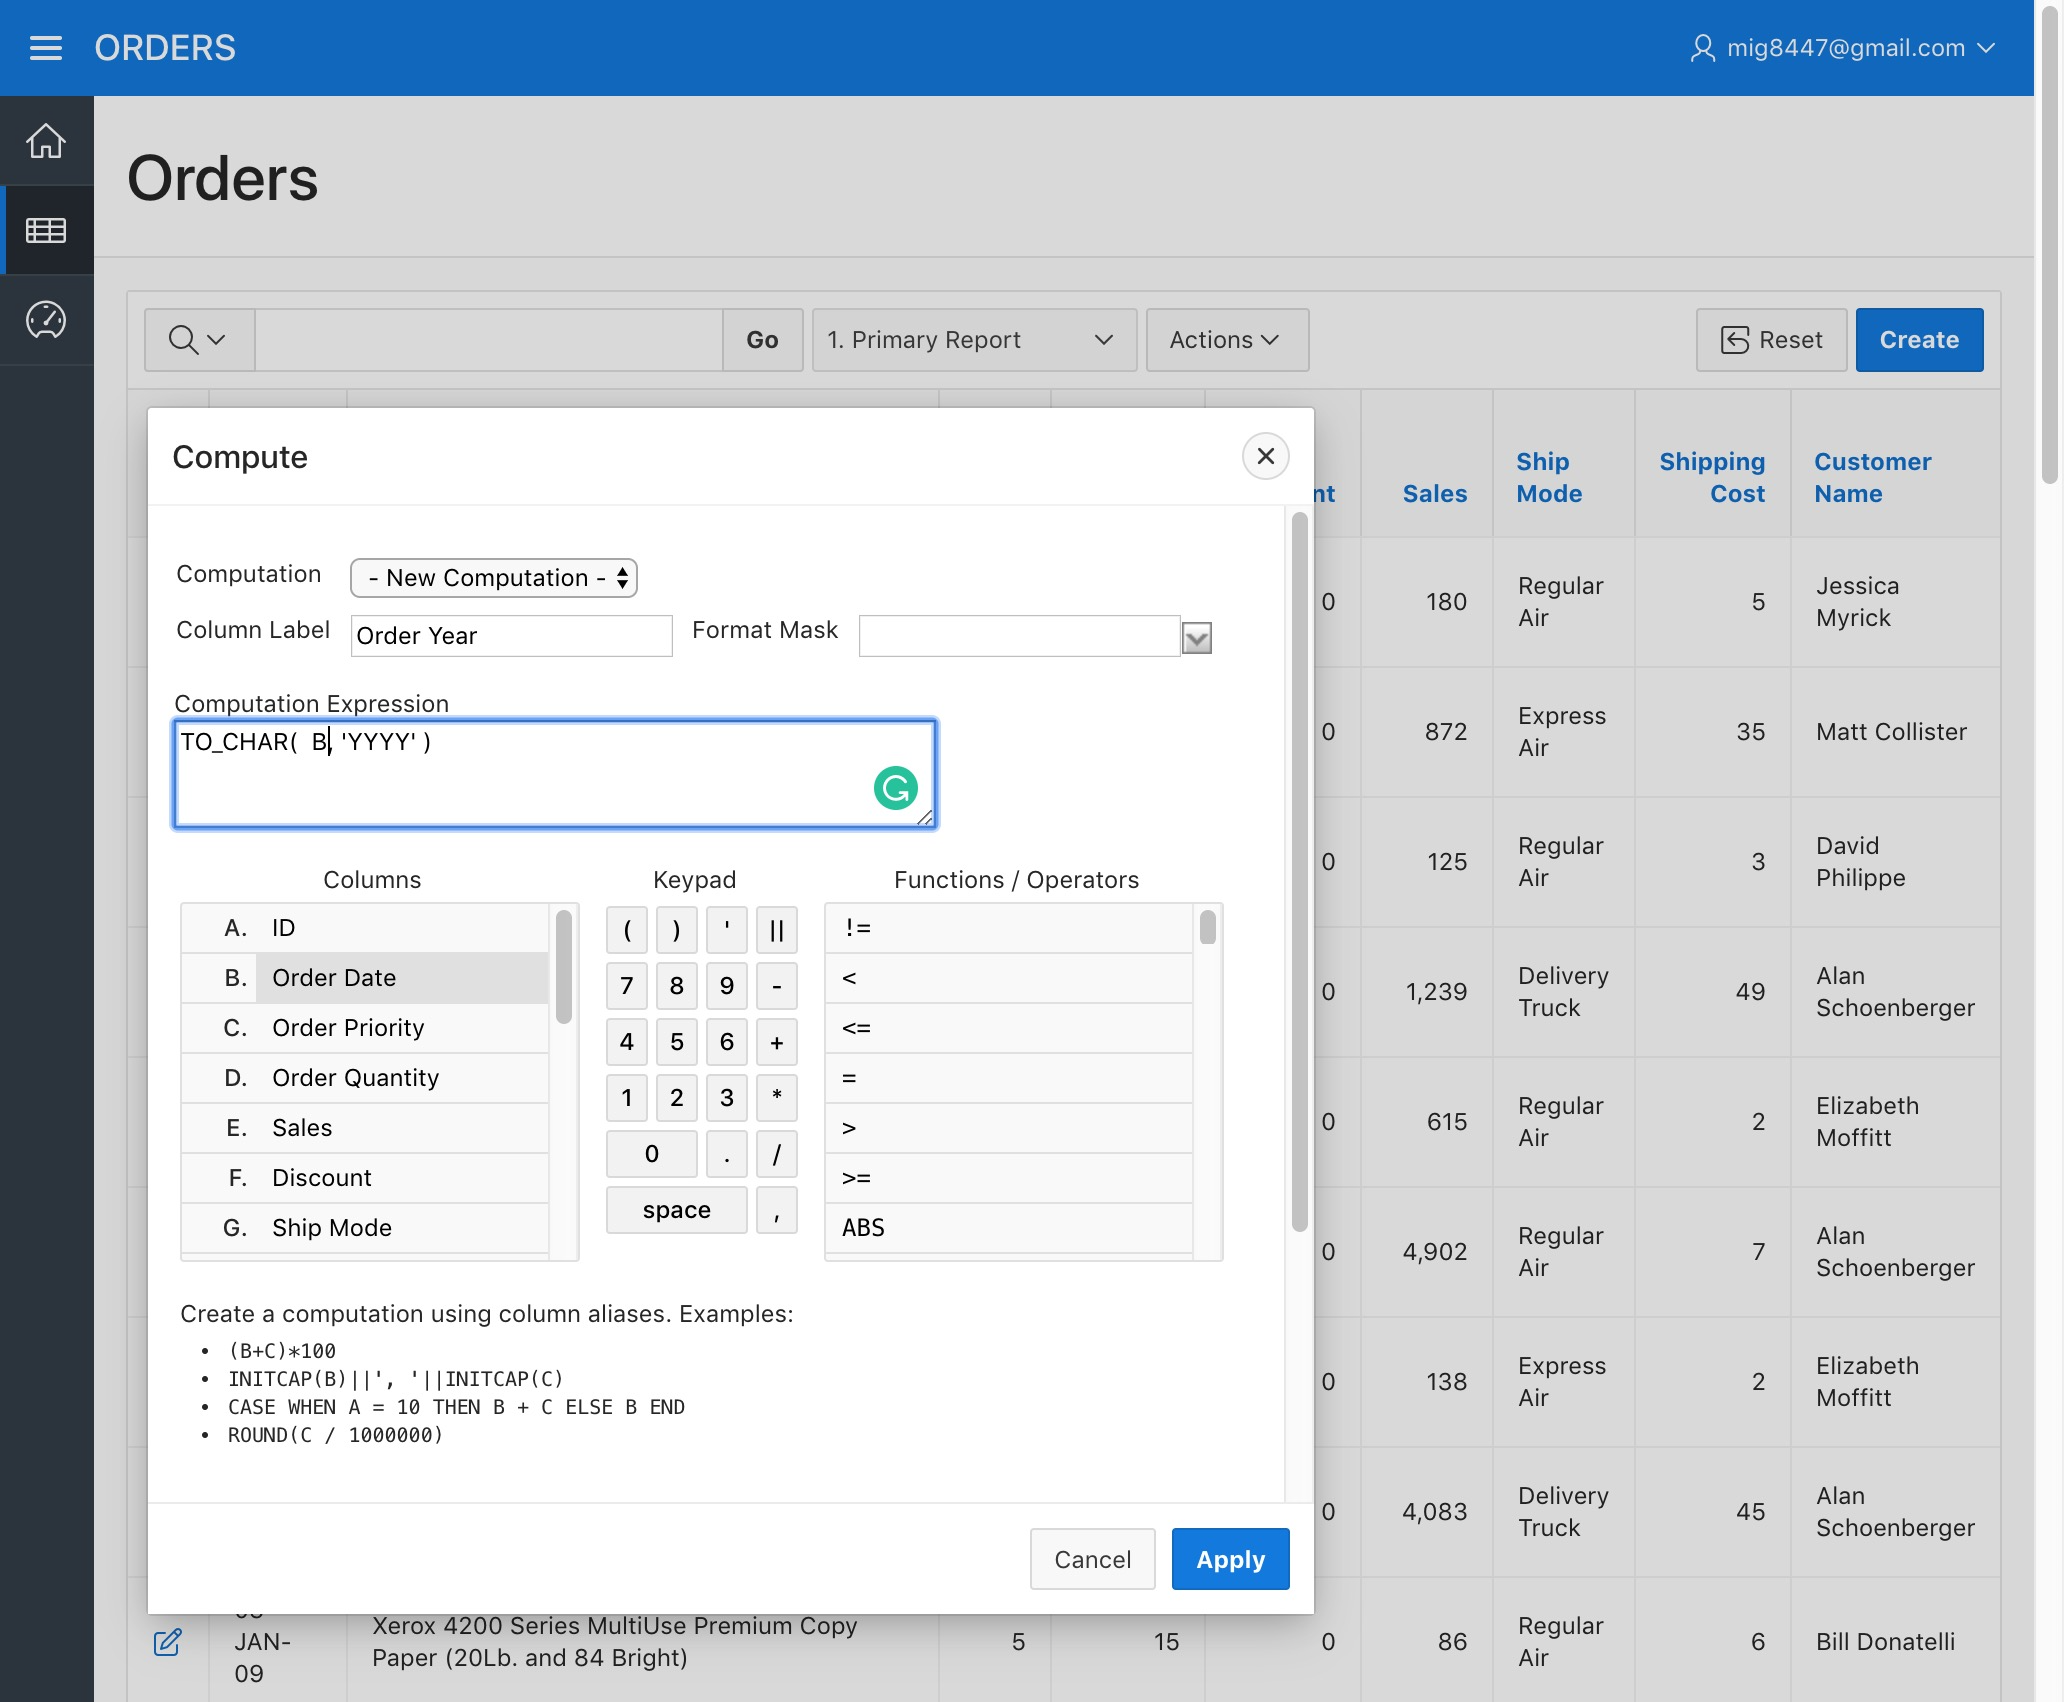 ORDERS
mig8447@gmail.com
Orders
Go
1. Primary Report
Actions
Reset
Create
nt
Sales
Ship Mode
Shipping Cost
Customer Name
Compute
Computation
- New Computation -
Column Label
Order Year
Format Mask
Computation Expression
TO_CHAR(  B, 'YYYY' )
Columns
A. ID
B. Order Date
C. Order Priority
D. Order Quantity
E. Sales
F. Discount
G. Ship Mode
Keypad
( ) ' ||
7 8 9 -
4 5 6 +
1 2 3 *
0 . /
space ,
Functions / Operators
!=
<
<=
=
>
>=
ABS
Create a computation using column aliases. Examples:
• (B+C)*100
• INITCAP(B)||', '||INITCAP(C)
• CASE WHEN A = 10 THEN B + C ELSE B END
• ROUND(C / 1000000)
Cancel
Apply
0 180 Regular Air 5 Jessica Myrick
0 872 Express Air 35 Matt Collister
0 125 Regular Air 3 David Philippe
0 1,239 Delivery Truck 49 Alan Schoenberger
0 615 Regular Air 2 Elizabeth Moffitt
0 4,902 Regular Air 7 Alan Schoenberger
0 138 Express Air 2 Elizabeth Moffitt
0 4,083 Delivery Truck 45 Alan Schoenberger
JAN-
09
Xerox 4200 Series MultiUse Premium Copy
Paper (20Lb. and 84 Bright)
5 15 0 86 Regular Air 6 Bill Donatelli